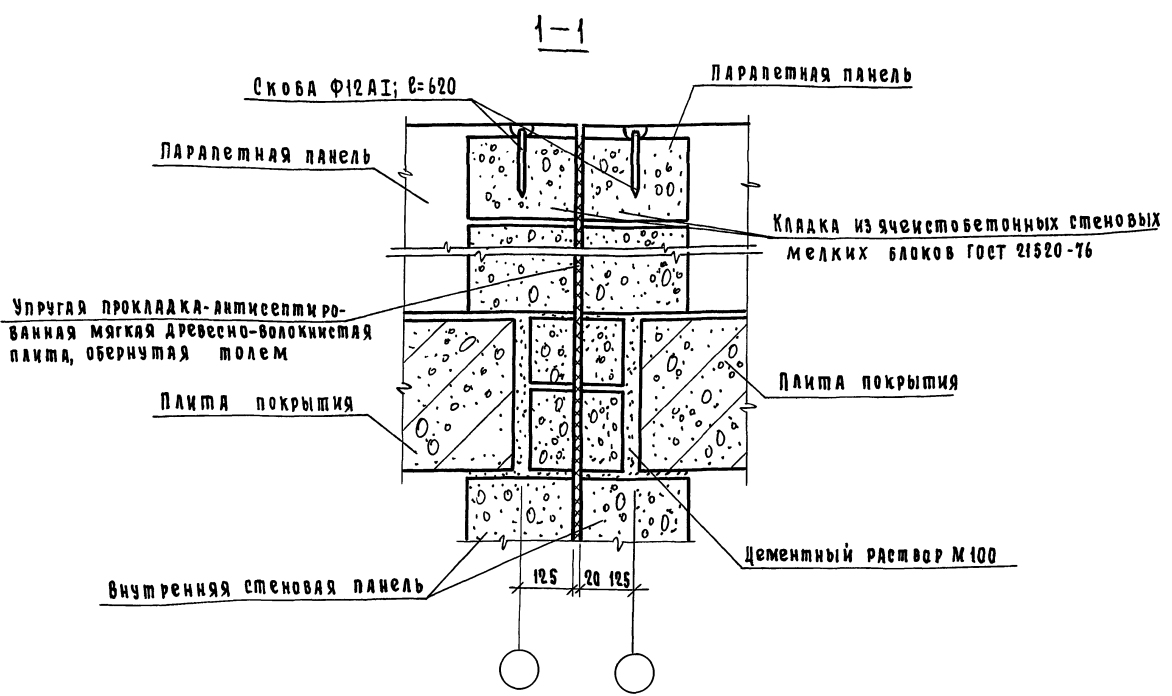 1-1
Скоба Ф12АI; ℓ=620
Парапетная панель
Парапетная панель
Кладка из ячеистобетонных стеновых
мелких блоков ГОСТ 21520-76
Упругая прокладка-антисептиро-
ванная мягкая древесно-волокнистая
плита, обернутая толем
Плита покрытия
Плита покрытия
Цементный раствор М100
Внутренняя стеновая панель
125 20 125